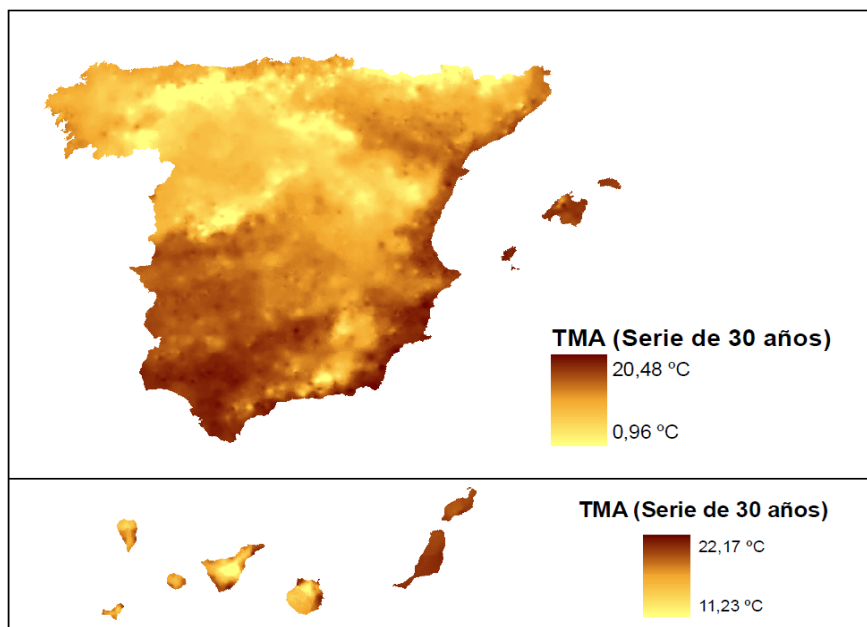 TMA (Serie de 30 años)
20,48 ºC
0,96 ºC
TMA (Serie de 30 años)
22,17 ºC
11,23 ºC